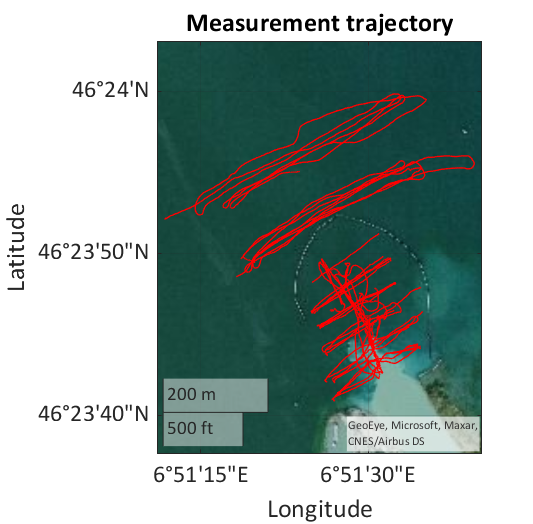 Measurement trajectory
46°24'N
46°23'50"N
46°23'40"N
Latitude
200 m
500 ft
GeoEye, Microsoft, Maxar,
CNES/Airbus DS
6°51'15"E
6°51'30"E
Longitude